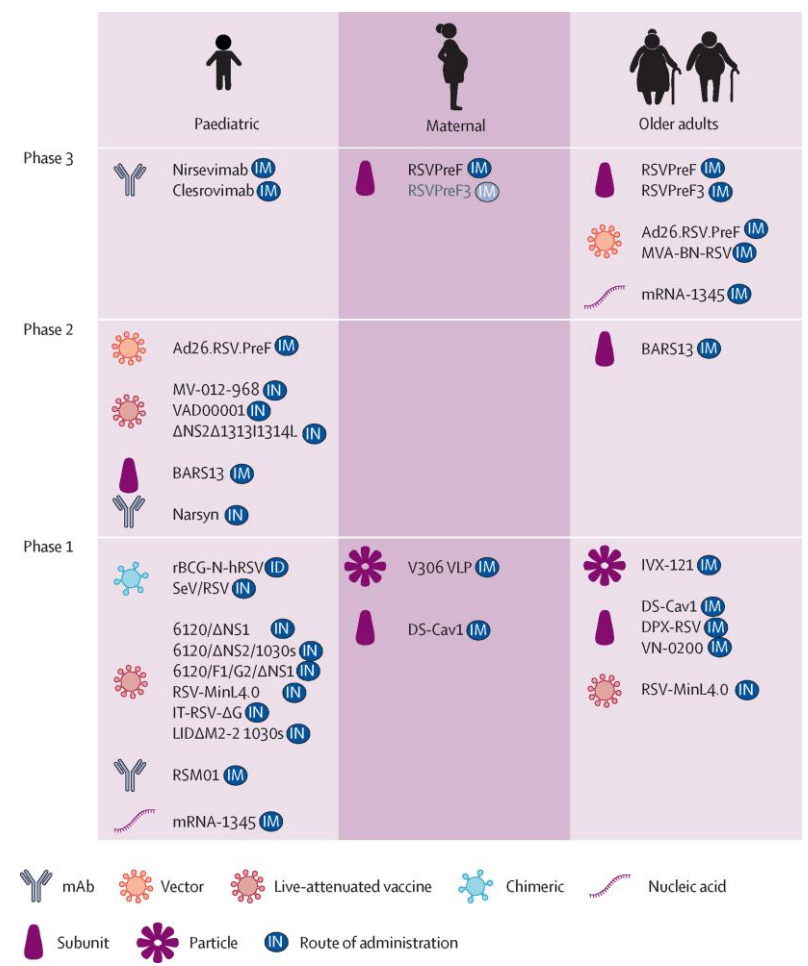 Paediatric
Maternal
Older adults
Phase 3
Nirsevimab IM
Clesrovimab IM
RSVPreF IM
RSVPreF3 IM
RSVPreF IM
RSVPreF3 IM
Ad26.RSV.PreF IM
MVA-BN-RSV IM
mRNA-1345 IM
Phase 2
Ad26.RSV.PreF IM
MV-012-968 IN
VAD00001 IN
ΔNS2Δ1313I1314L IN
BARS13 IM
Narsyn IN
BARS13 IM
Phase 1
rBCG-N-hRSV ID
SeV/RSV IN
6120/ΔNS1 IN
6120/ΔNS2/1030s IN
6120/F1/G2/ΔNS1 IN
RSV-MinL4.0 IN
IT-RSV-ΔG IN
LIDΔM2-2 1030s IN
RSM01 IM
mRNA-1345 IM
V306 VLP IM
DS-Cav1 IM
IVX-121 IM
DS-Cav1 IM
DPX-RSV IM
VN-0200 IM
RSV-MinL4.0 IN
mAb
Vector
Live-attenuated vaccine
Chimeric
Nucleic acid
Subunit
Particle
IN Route of administration